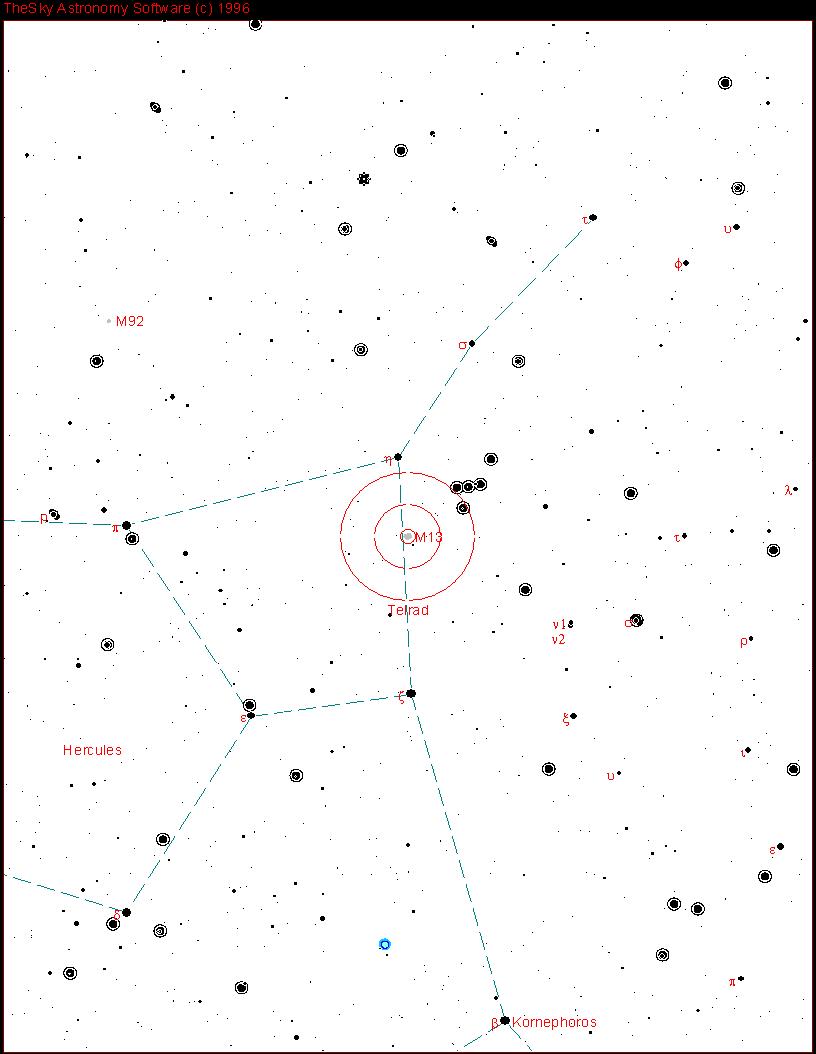 TheSky Astronomy Software (c) 1996
τ
υ
ϕ
M92
σ
η
λ
ρ
π
M13
τ
Telrad
ν1
ν2
ο
ρ
ζ
ε
ξ
Hercules
ι
υ
ε
δ
π
β Kornephoros